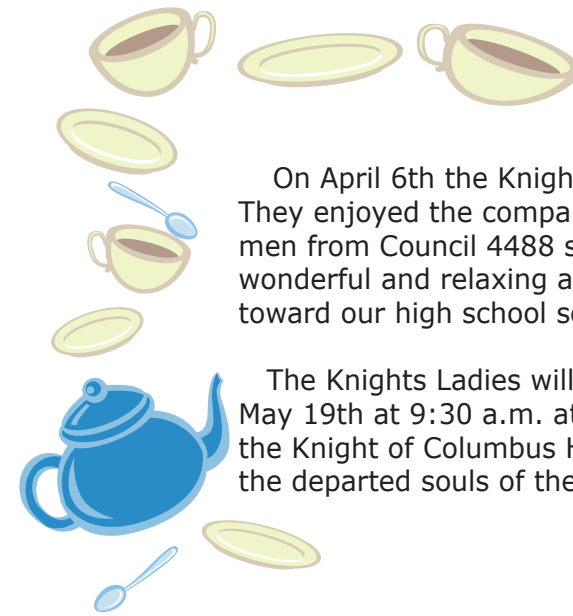 On April 6th the Knigh
They enjoyed the compa
men from Council 4488 s
wonderful and relaxing a
toward our high school s
The Knights Ladies will
May 19th at 9:30 a.m. at
the Knight of Columbus H
the departed souls of the